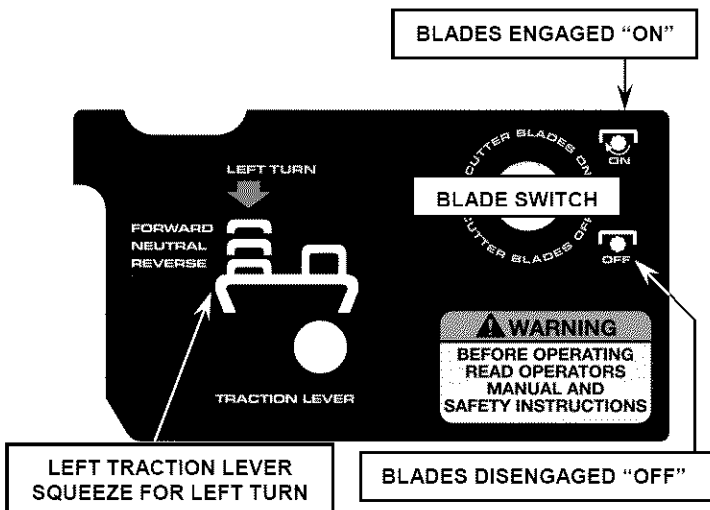 BLADES ENGAGED “ON”
CUTTER BLADES ON
ON
LEFT TURN
BLADE SWITCH
FORWARD
NEUTRAL
REVERSE
CUTTER BLADES OFF
OFF
WARNING
BEFORE OPERATING
READ OPERATORS
MANUAL AND
SAFETY INSTRUCTIONS
TRACTION LEVER
LEFT TRACTION LEVER
SQUEEZE FOR LEFT TURN
BLADES DISENGAGED “OFF”